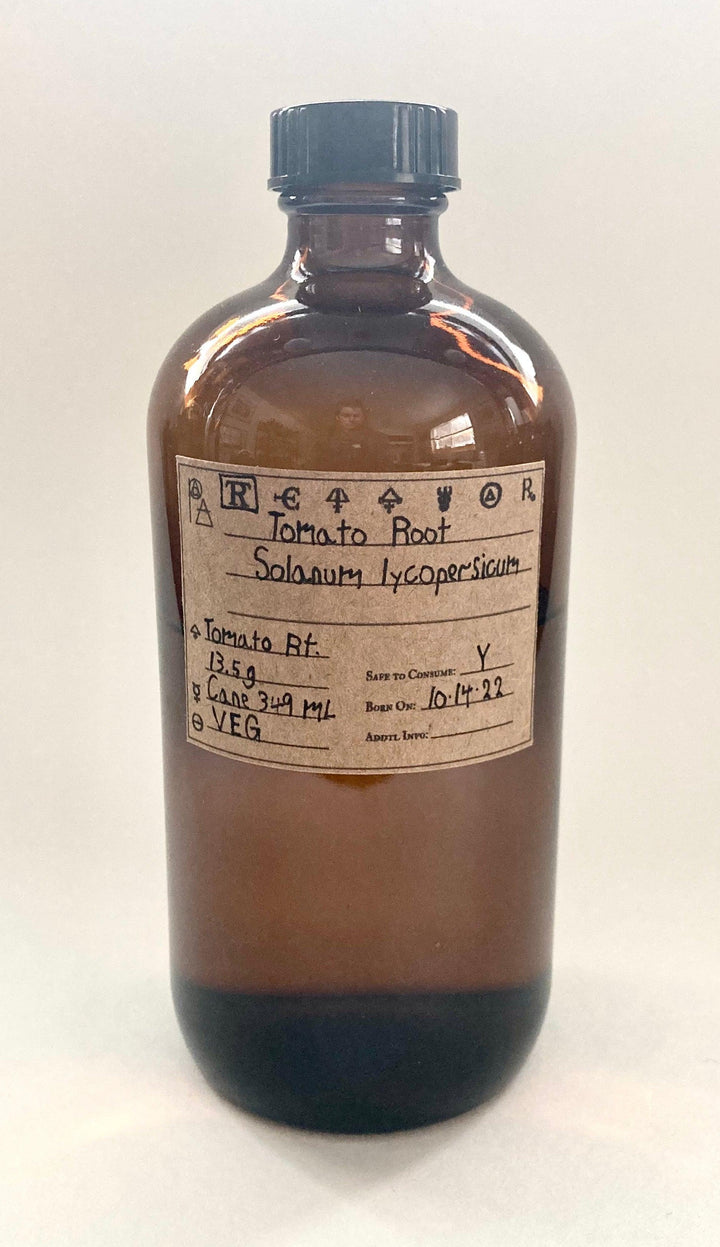 Tomato Root
Solanum lycopersicum
Tomato Rt.
13.5g
Cane 349 mL
VEG
SAFE TO CONSUME: Y
BORN ON: 10·14·22
ADDTL INFO: